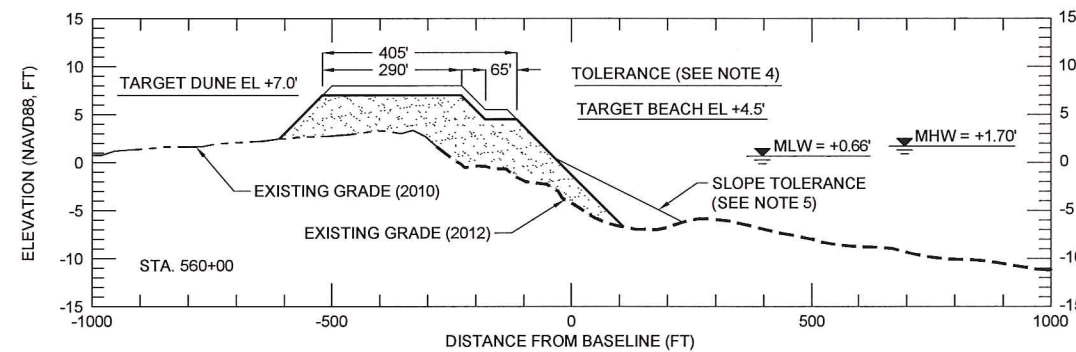 15
10
5
0
-5
-10
-15
ELEVATION (NAVD88, FT)
405'
290'
65'
TARGET DUNE EL +7.0'
TOLERANCE (SEE NOTE 4)
TARGET BEACH EL +4.5'
MLW = +0.66'
MHW = +1.70'
EXISTING GRADE (2010)
SLOPE TOLERANCE
(SEE NOTE 5)
EXISTING GRADE (2012)
STA. 560+00
15
10
5
0
-5
-10
-15
-1000
-500
0
500
1000
DISTANCE FROM BASELINE (FT)